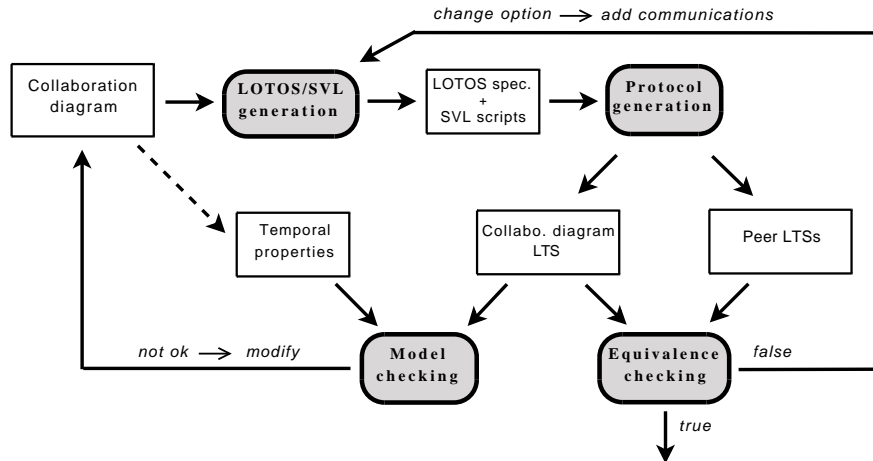 change option → add communications
Collaboration
diagram
LOTOS/SVL
generation
LOTOS spec.
+
SVL scripts
Protocol
generation
Temporal
properties
Collabo. diagram
LTS
Peer LTSs
not ok → modify
Model
checking
Equivalence
checking
false
true